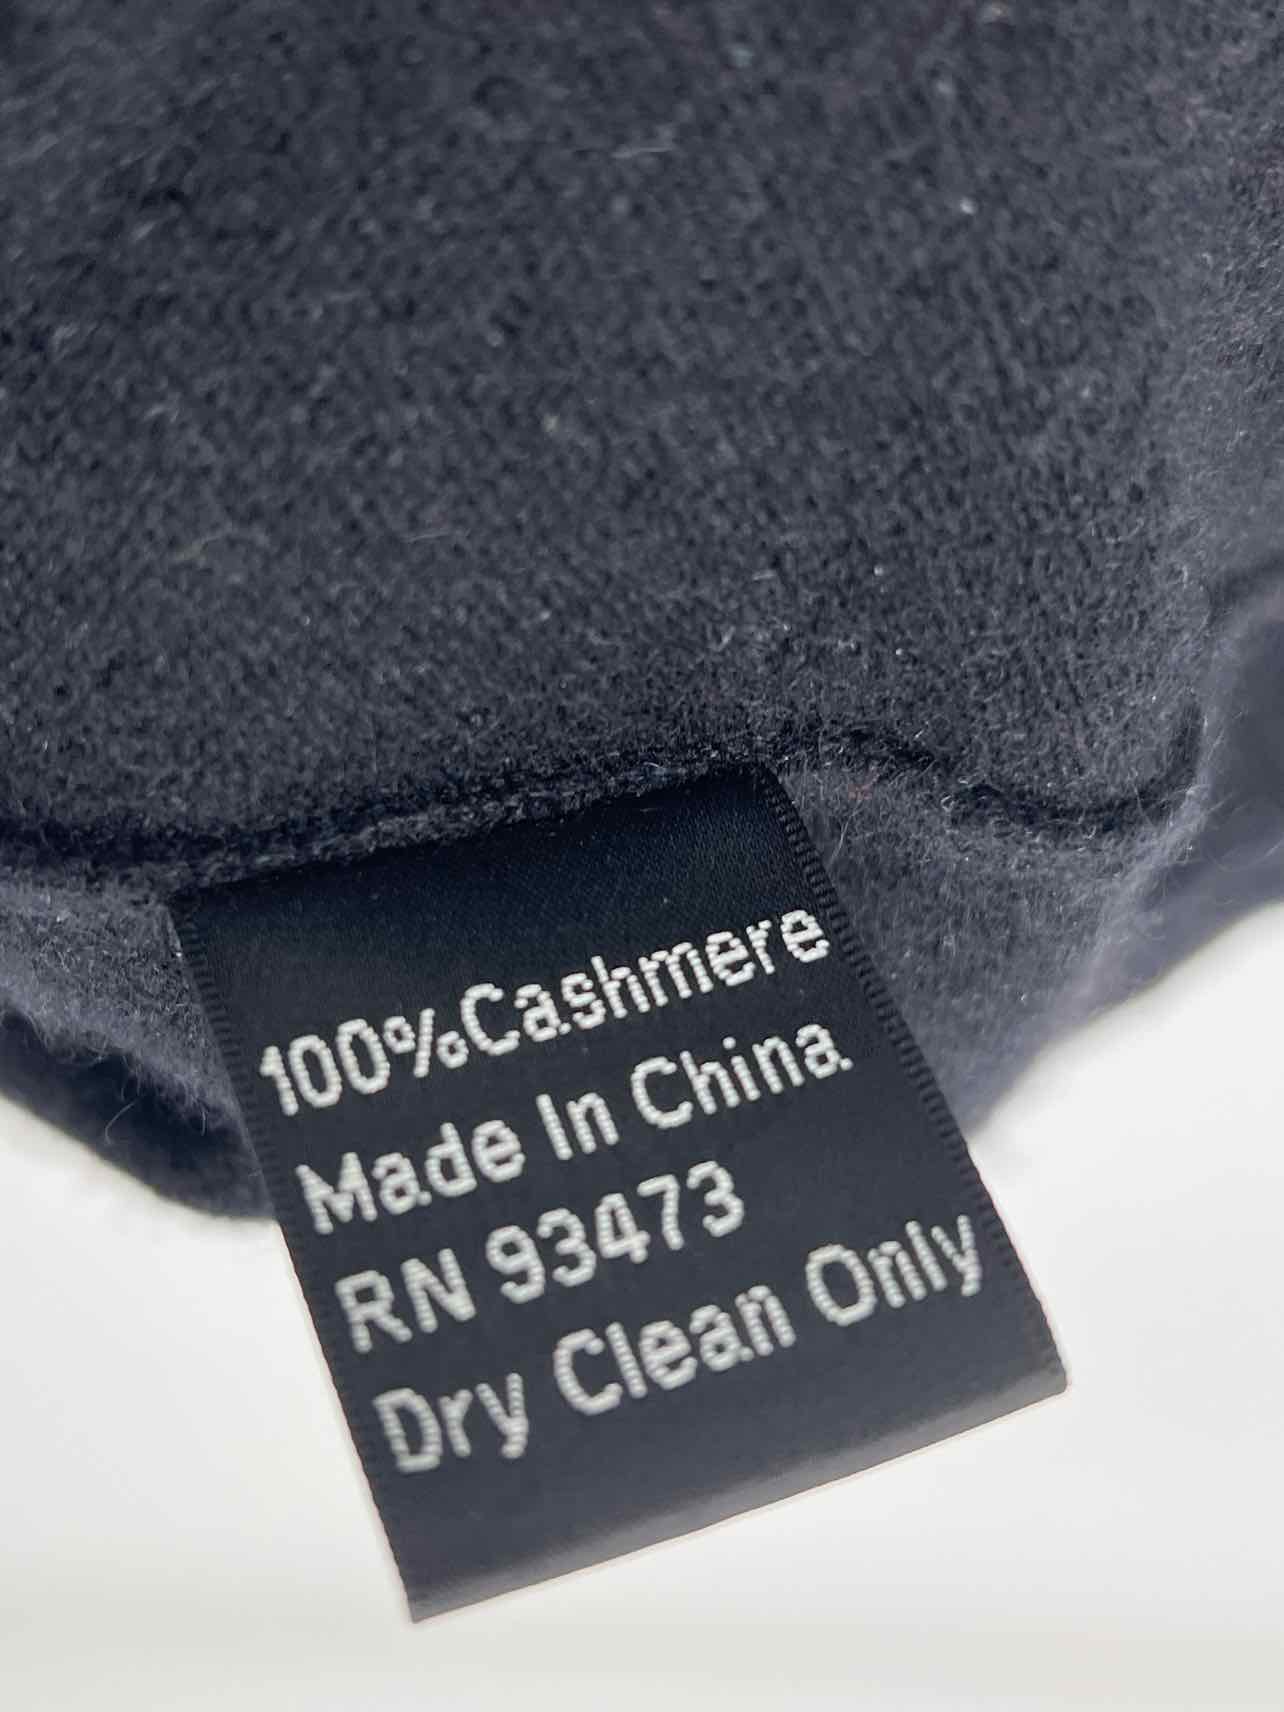 100%Cashmere
Made In China
RN 93473
Dry Clean Only